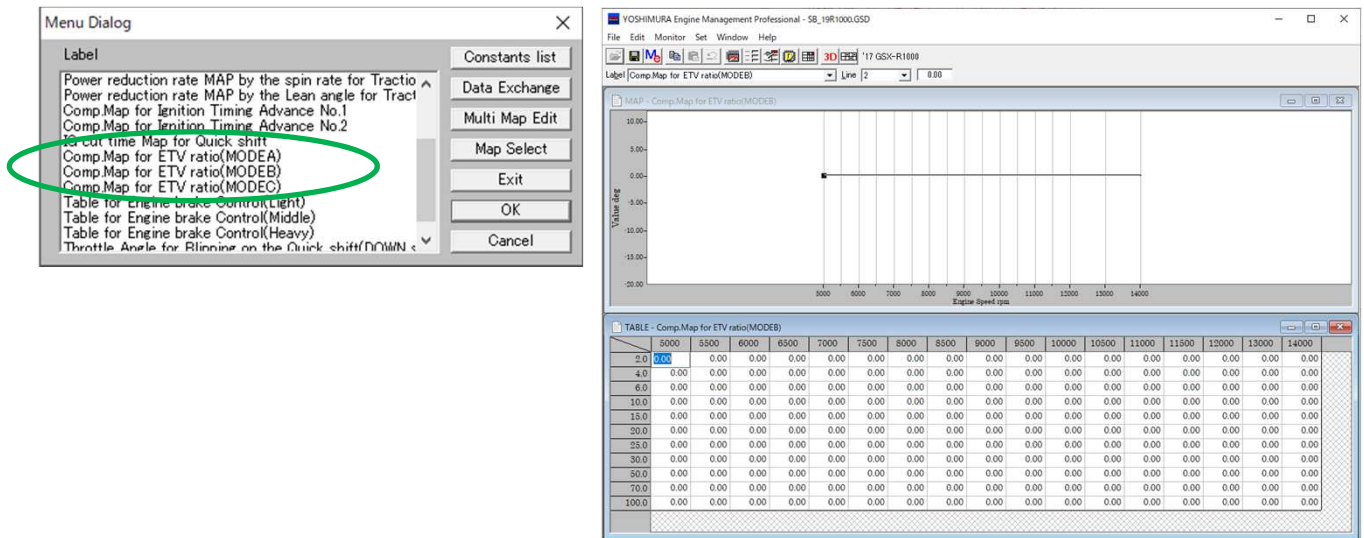 Menu Dialog
Label
Power reduction rate MAP by the spin rate for Tractio
Power reduction rate MAP by the Lean angle for Tract
Comp.Map for Ignition Timing Advance No.1
Comp.Map for Ignition Timing Advance No.2
IG cut time Map for Quick shift
Comp.Map for ETV ratio(MODEA)
Comp.Map for ETV ratio(MODEB)
Comp.Map for ETV ratio(MODEC)
Table for Engine brake Control(Light)
Table for Engine brake Control(Middle)
Table for Engine brake Control(Heavy)
Throttle Angle for Blipping on the Quick shift(DOWN s
Constants list
Data Exchange
Multi Map Edit
Map Select
Exit
OK
Cancel
YOSHIMURA Engine Management Professional - SB_19R1000.GSD
File Edit Monitor Set Window Help
3D '17 GSX-R1000
Label Comp.Map for ETV ratio(MODEB) Line 2 0.00
MAP - Comp.Map for ETV ratio(MODEB)
10.00
5.00
0.00
-5.00
-10.00
-15.00
-20.00
Value deg
5000 6000 7000 8000 9000 10000 11000 12000 13000 14000
Engine Speed rpm
TABLE - Comp.Map for ETV ratio(MODEB)
5000 5500 6000 6500 7000 7500 8000 8500 9000 9500 10000 10500 11000 11500 12000 13000 14000
2.0 0.00 0.00 0.00 0.00 0.00 0.00 0.00 0.00 0.00 0.00 0.00 0.00 0.00 0.00 0.00 0.00 0.00
4.0 0.00 0.00 0.00 0.00 0.00 0.00 0.00 0.00 0.00 0.00 0.00 0.00 0.00 0.00 0.00 0.00 0.00
6.0 0.00 0.00 0.00 0.00 0.00 0.00 0.00 0.00 0.00 0.00 0.00 0.00 0.00 0.00 0.00 0.00 0.00
10.0 0.00 0.00 0.00 0.00 0.00 0.00 0.00 0.00 0.00 0.00 0.00 0.00 0.00 0.00 0.00 0.00 0.00
15.0 0.00 0.00 0.00 0.00 0.00 0.00 0.00 0.00 0.00 0.00 0.00 0.00 0.00 0.00 0.00 0.00 0.00
20.0 0.00 0.00 0.00 0.00 0.00 0.00 0.00 0.00 0.00 0.00 0.00 0.00 0.00 0.00 0.00 0.00 0.00
25.0 0.00 0.00 0.00 0.00 0.00 0.00 0.00 0.00 0.00 0.00 0.00 0.00 0.00 0.00 0.00 0.00 0.00
30.0 0.00 0.00 0.00 0.00 0.00 0.00 0.00 0.00 0.00 0.00 0.00 0.00 0.00 0.00 0.00 0.00 0.00
50.0 0.00 0.00 0.00 0.00 0.00 0.00 0.00 0.00 0.00 0.00 0.00 0.00 0.00 0.00 0.00 0.00 0.00
70.0 0.00 0.00 0.00 0.00 0.00 0.00 0.00 0.00 0.00 0.00 0.00 0.00 0.00 0.00 0.00 0.00 0.00
100.0 0.00 0.00 0.00 0.00 0.00 0.00 0.00 0.00 0.00 0.00 0.00 0.00 0.00 0.00 0.00 0.00 0.00